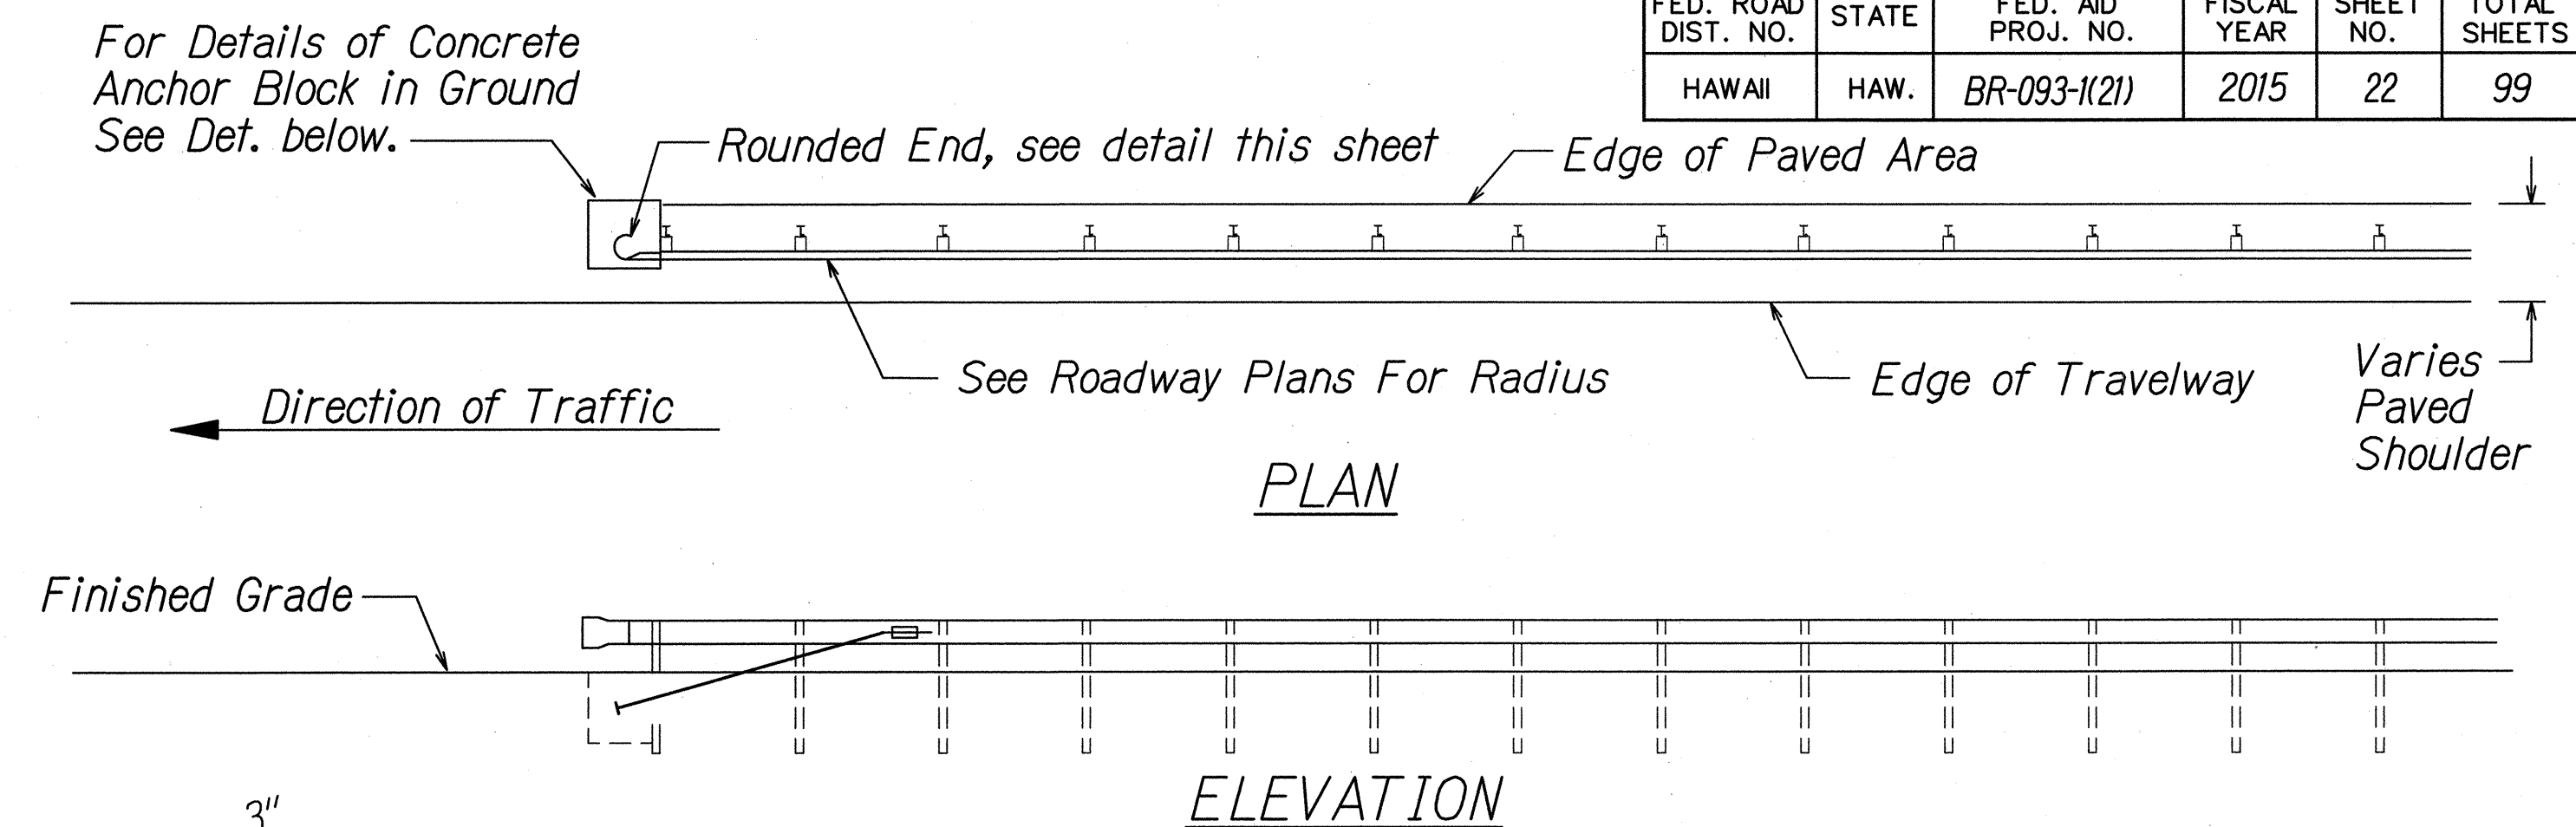 FED. ROAD DIST. NO. STATE FED. AID PROJ. NO. FISCAL YEAR SHEET NO. TOTAL SHEETS
HAWAII HAW. BR-093-1(21) 2015 22 99
For Details of Concrete
Anchor Block in Ground
See Det. below.
Rounded End, see detail this sheet
Edge of Paved Area
See Roadway Plans For Radius
Edge of Travelway
Varies
Paved
Shoulder
Direction of Traffic
PLAN
Finished Grade
ELEVATION
3"